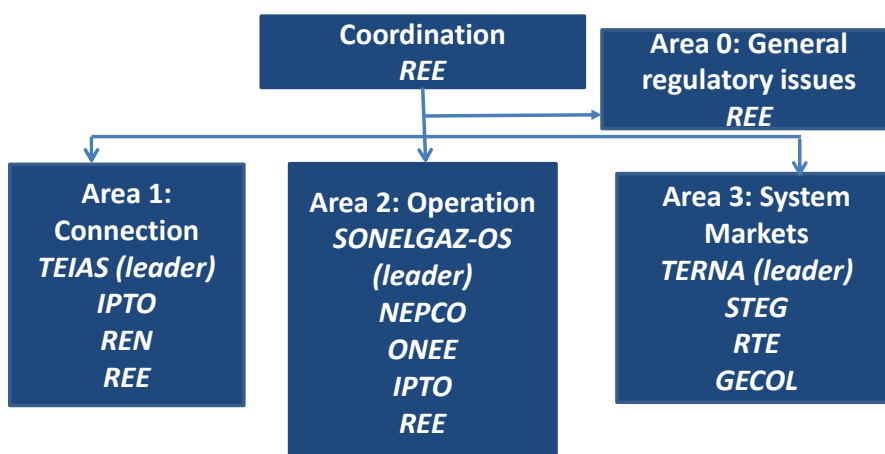 Coordination
REE
Area 0: General
regulatory issues
REE
Area 1:
Connection
TEIAS (leader)
IPTO
REN
REE
Area 2: Operation
SONELGAZ-OS
(leader)
NEPCO
ONEE
IPTO
REE
Area 3: System
Markets
TERNA (leader)
STEG
RTE
GECOL